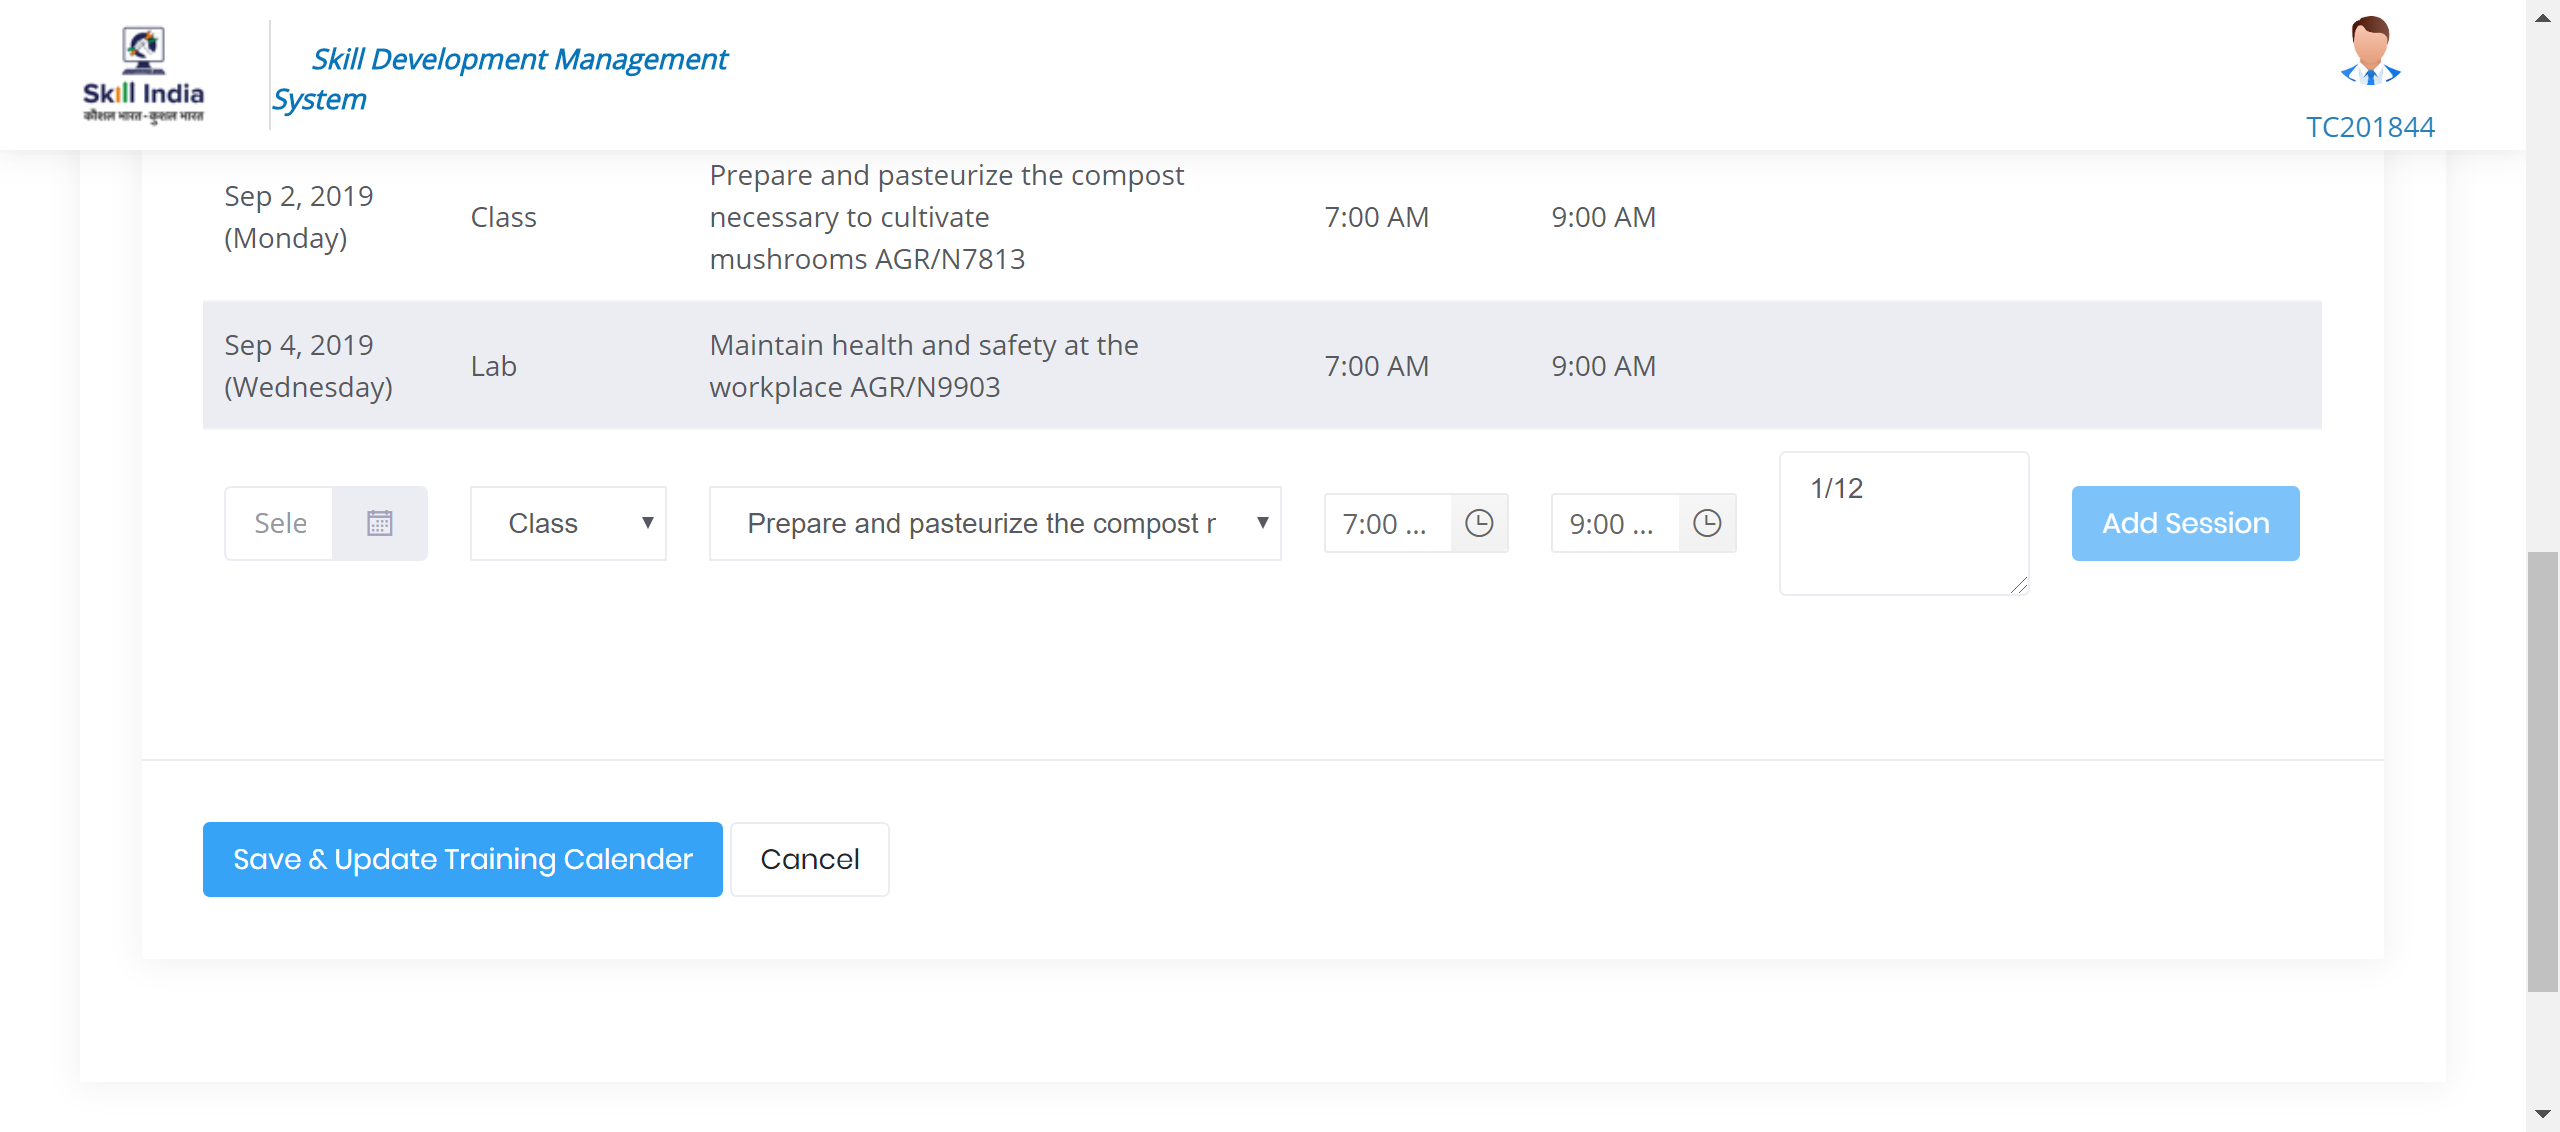 Skill India
कौशल भारत - कुशल भारत
Skill Development Management
System
TC201844
Sep 2, 2019
(Monday)
Class
Prepare and pasteurize the compost
necessary to cultivate
mushrooms AGR/N7813
7:00 AM
9:00 AM
Sep 4, 2019
(Wednesday)
Lab
Maintain health and safety at the
workplace AGR/N9903
7:00 AM
9:00 AM
Sele
Class
Prepare and pasteurize the compost r
7:00 ...
9:00 ...
1/12
Add Session
Save & Update Training Calender
Cancel